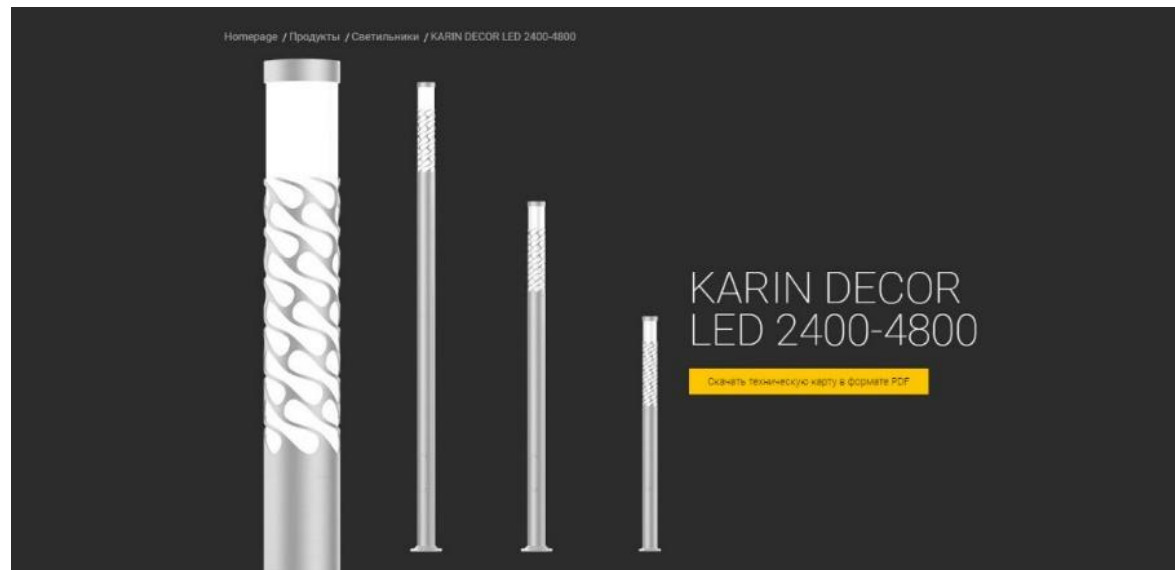 Homepage / Продукты / Светильники / KARIN DECOR LED 2400-4800
KARIN DECOR
LED 2400-4800
Скачать техническую карту в формате PDF